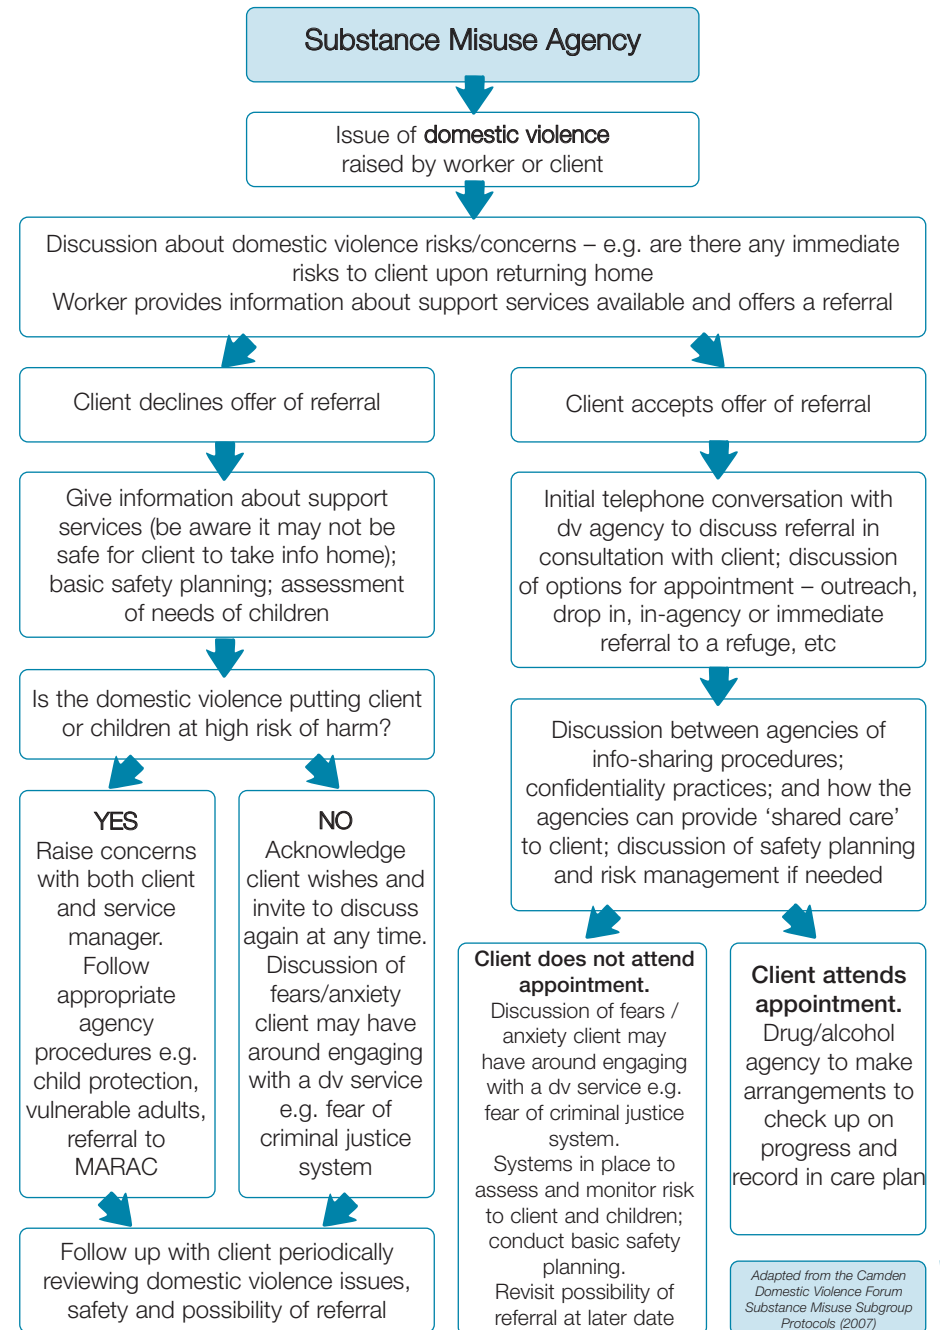 Substance Misuse Agency
Issue of domestic violence
raised by worker or client
Discussion about domestic violence risks/concerns – e.g. are there any immediate
risks to client upon returning home
Worker provides information about support services available and offers a referral
Client declines offer of referral
Client accepts offer of referral
Give information about support
services (be aware it may not be
safe for client to take info home);
basic safety planning; assessment
of needs of children
Initial telephone conversation with
dv agency to discuss referral in
consultation with client; discussion
of options for appointment – outreach,
drop in, in-agency or immediate
referral to a refuge, etc
Is the domestic violence putting client
or children at high risk of harm?
Discussion between agencies of
info-sharing procedures;
confidentiality practices; and how the
agencies can provide ‘shared care’
to client; discussion of safety planning
and risk management if needed
YES
Raise concerns
with both client
and service
manager.
Follow
appropriate
agency
procedures e.g.
child protection,
vulnerable adults,
referral to
MARAC
NO
Acknowledge
client wishes and
invite to discuss
again at any time.
Discussion of
fears/anxiety
client may have
around engaging
with a dv service
e.g. fear of
criminal justice
system
Client does not attend
appointment.
Discussion of fears /
anxiety client may
have around engaging
with a dv service e.g.
fear of criminal justice
system.
Systems in place to
assess and monitor risk
to client and children;
conduct basic safety
planning.
Revisit possibility of
referral at later date
Client attends
appointment.
Drug/alcohol
agency to make
arrangements to
check up on
progress and
record in care plan
Follow up with client periodically
reviewing domestic violence issues,
safety and possibility of referral
Adapted from the Camden
Domestic Violence Forum
Substance Misuse Subgroup
Protocols (2007)